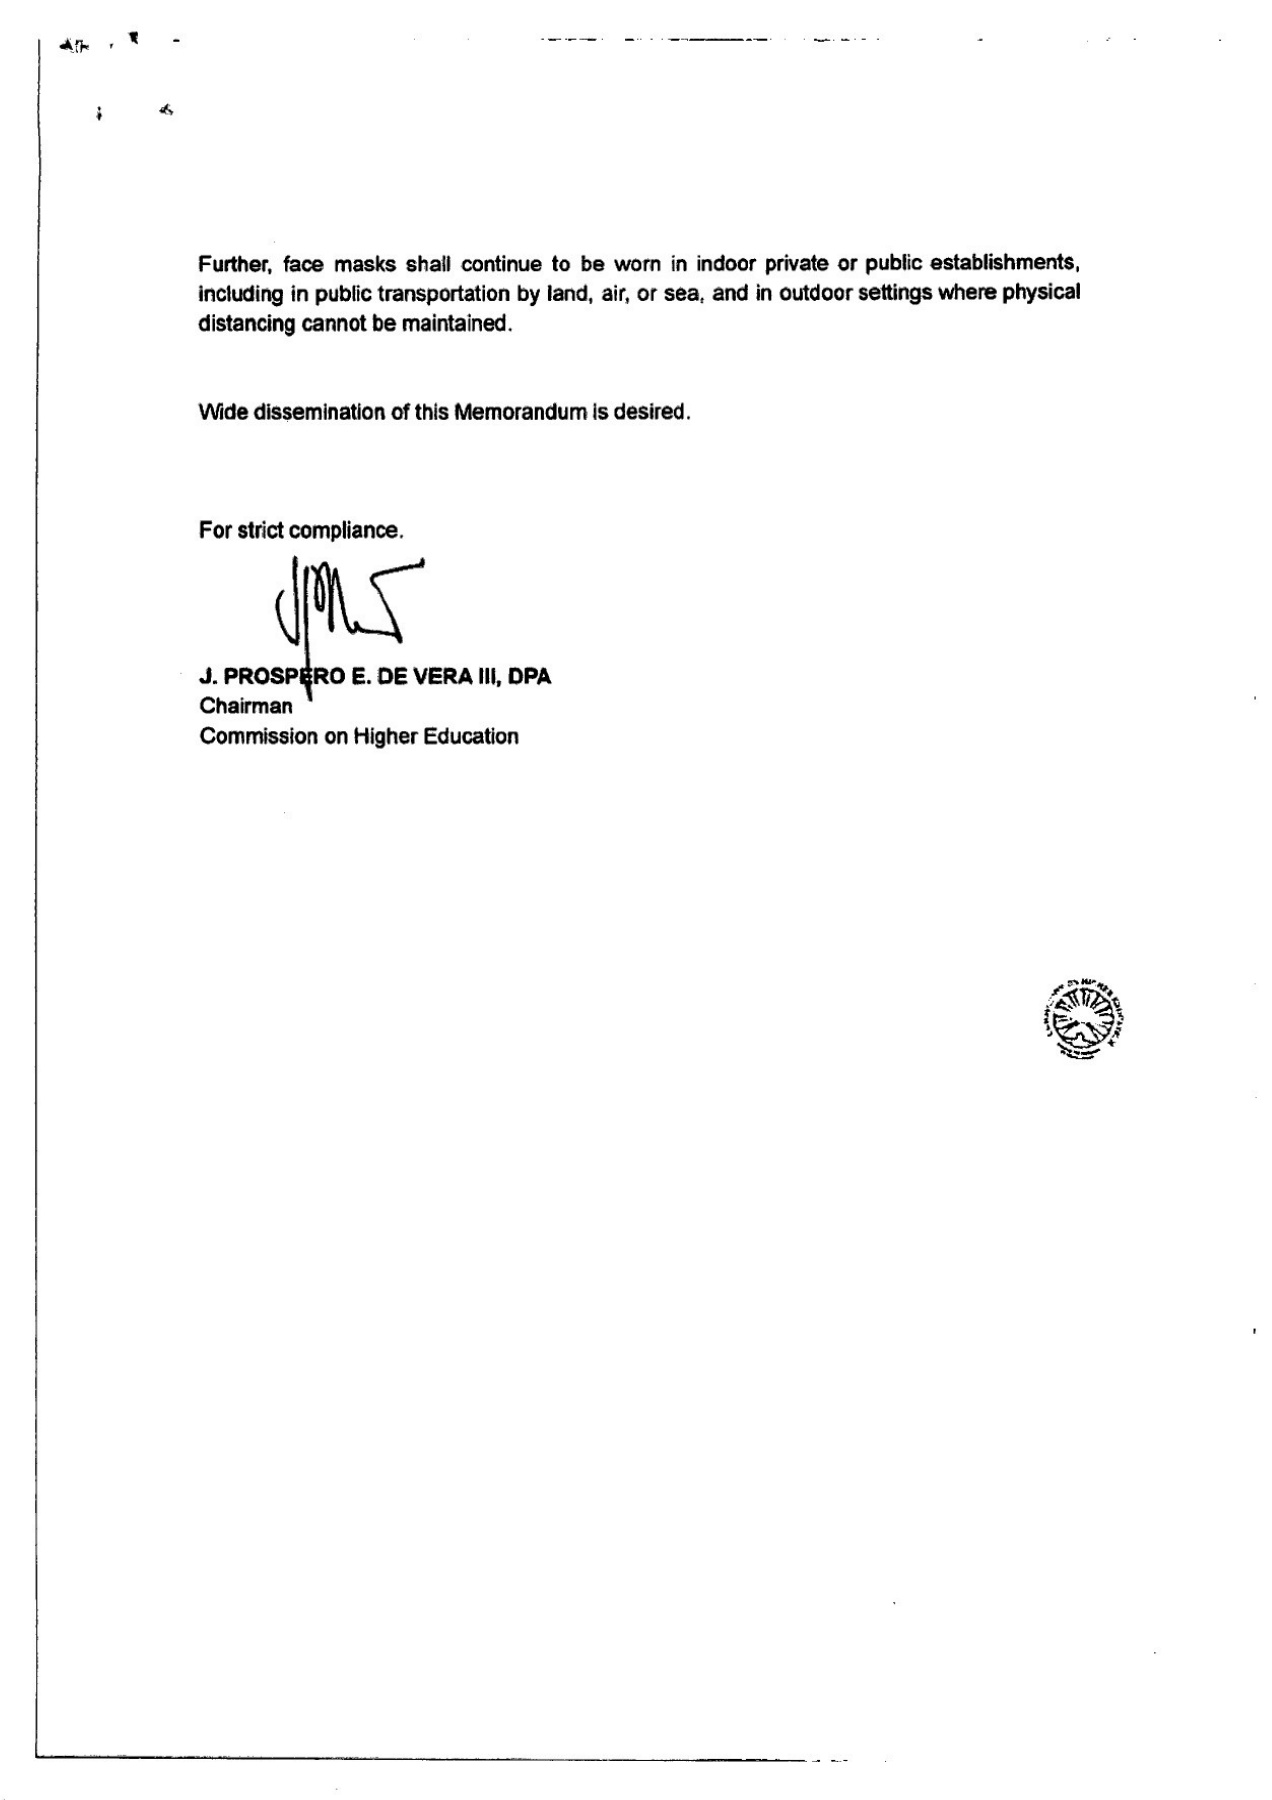 Further, face masks shall continue to be worn in indoor private or public establishments,
including in public transportation by land, air, or sea, and in outdoor settings where physical
distancing cannot be maintained.
Wide dissemination of this Memorandum is desired.
For strict compliance.
J. PROSPERO E. DE VERA III, DPA
Chairman
Commission on Higher Education